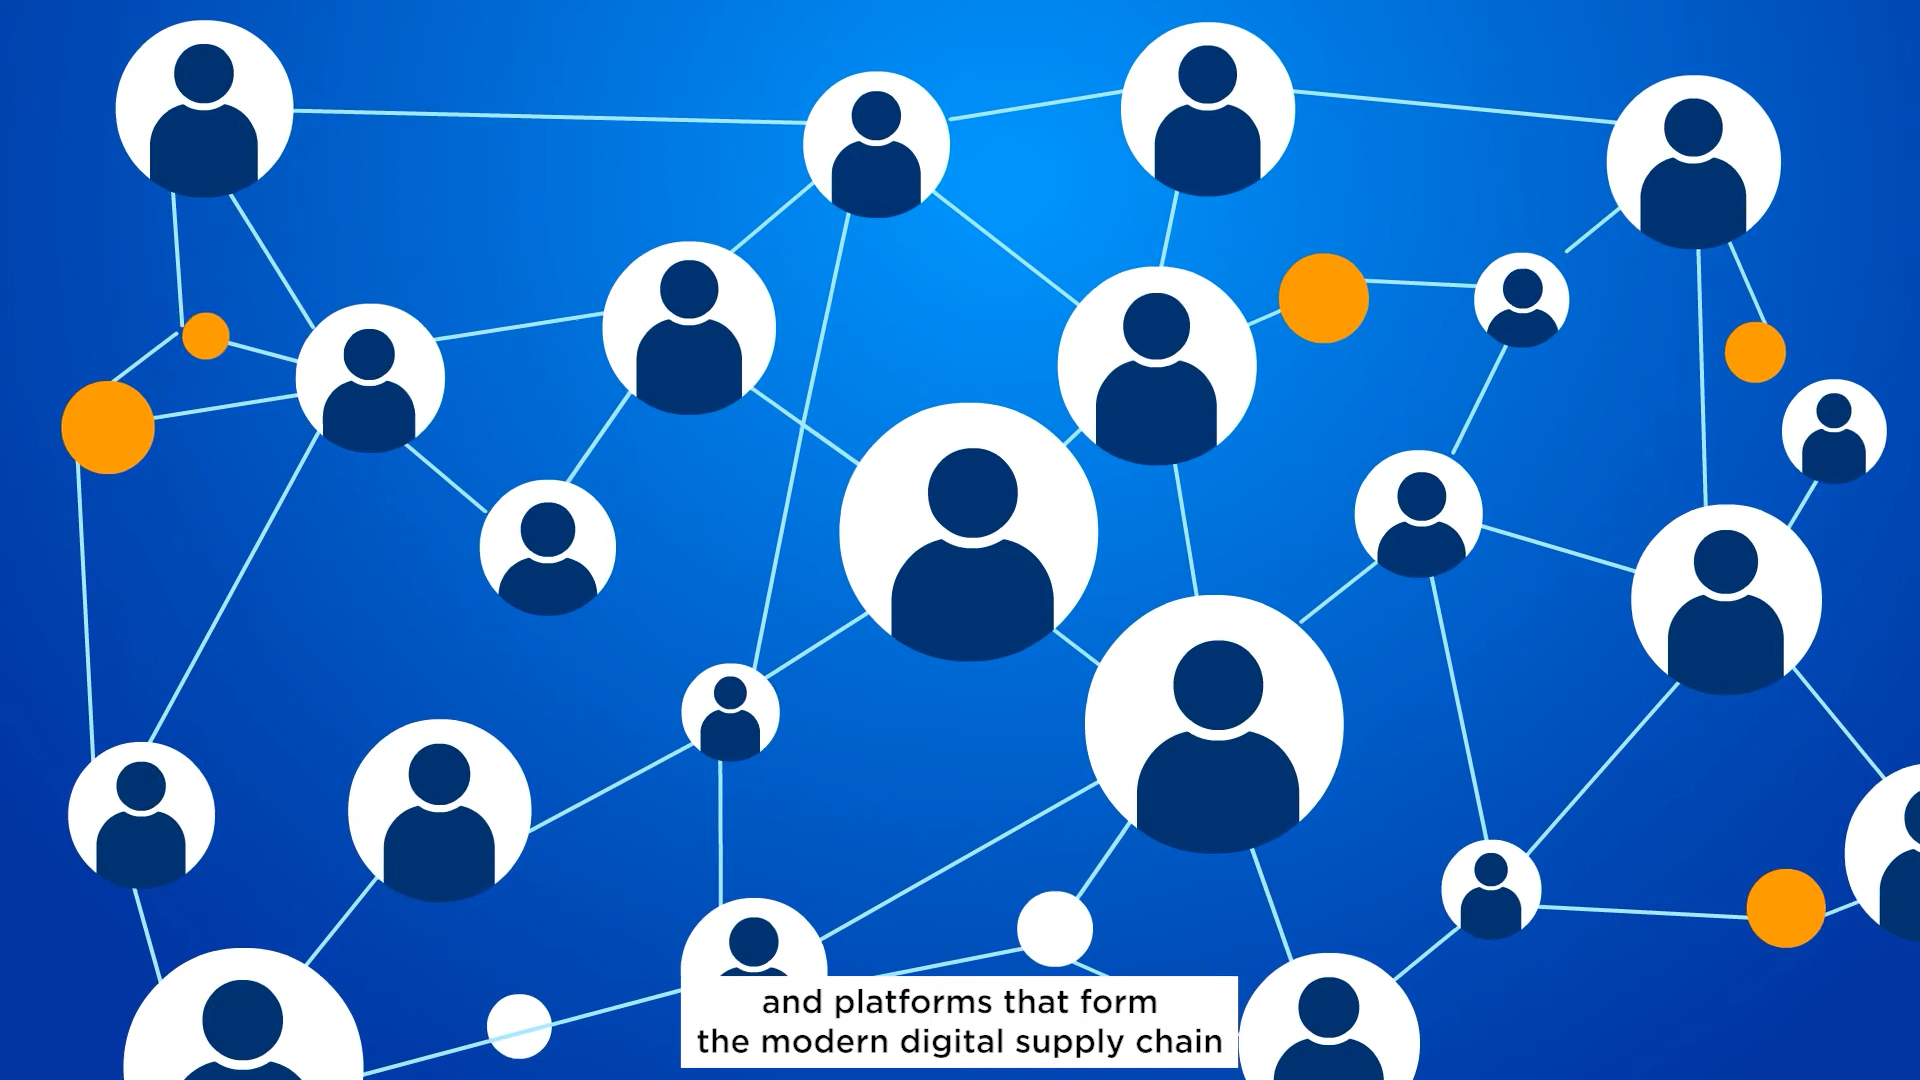 and platforms that form
the modern digital supply chain